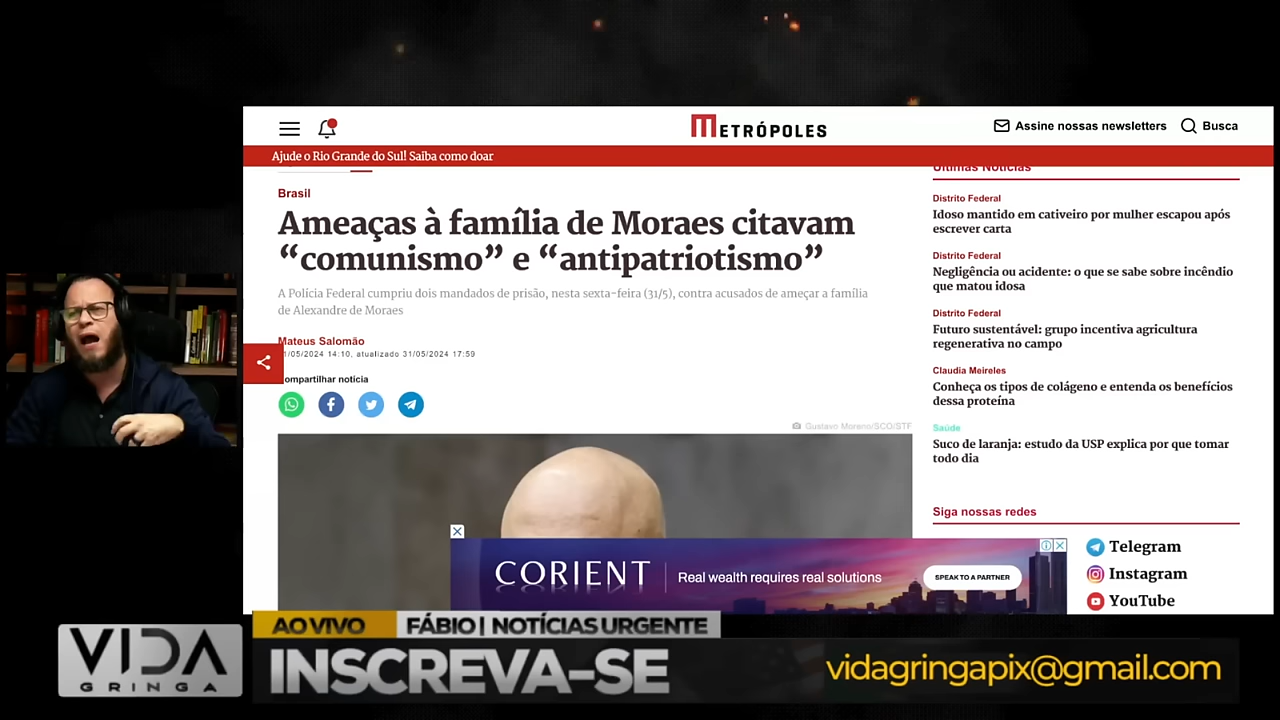 METRÓPOLES
Assine nossas newsletters
Busca
Ajude o Rio Grande do Sul! Saiba como doar
Brasil
Ameaças à família de Moraes citavam
“comunismo” e “antipatriotismo”
A Polícia Federal cumpriu dois mandados de prisão, nesta sexta-feira (31/5), contra acusados de ameçar a família
de Alexandre de Moraes
Mateus Salomão
31/05/2024 14:10, atualizado 31/05/2024 17:59
ompartilhar notícia
Gustavo Moreno/SCO/STF
Últimas Notícias
Distrito Federal
Idoso mantido em cativeiro por mulher escapou após
escrever carta
Distrito Federal
Negligência ou acidente: o que se sabe sobre incêndio
que matou idosa
Distrito Federal
Futuro sustentável: grupo incentiva agricultura
regenerativa no campo
Claudia Meireles
Conheça os tipos de colágeno e entenda os benefícios
dessa proteína
Saúde
Suco de laranja: estudo da USP explica por que tomar
todo dia
Siga nossas redes
Telegram
Instagram
YouTube
CORIENT
Real wealth requires real solutions
SPEAK TO A PARTNER
VIDA
GRINGA
AO VIVO
FÁBIO | NOTÍCIAS URGENTE
INSCREVA-SE
vidagringapix@gmail.com